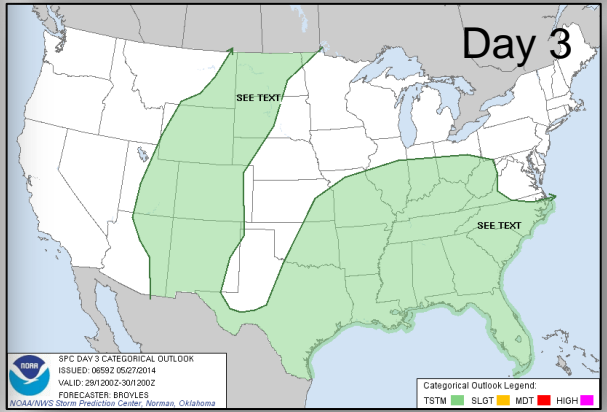 Day 3
SEE TEXT
SEE TEXT
NOAA
SPC DAY 3 CATEGORICAL OUTLOOK
ISSUED: 0659Z 05/27/2014
VALID: 29/1200Z-30/1200Z
FORECASTER: BROYLES
NOAA/NWS Storm Prediction Center, Norman, Oklahoma
Categorical Outlook Legend:
TSTM SLGT MDT HIGH